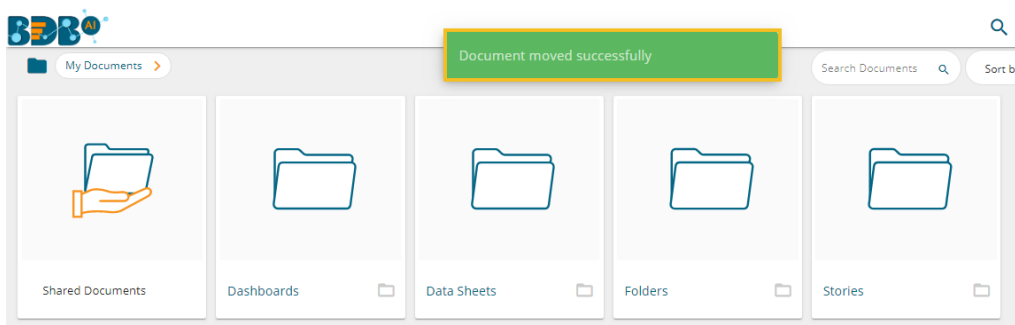 BDB AI
Document moved successfully
My Documents
Search Documents
Sort b
Shared Documents
Dashboards
Data Sheets
Folders
Stories